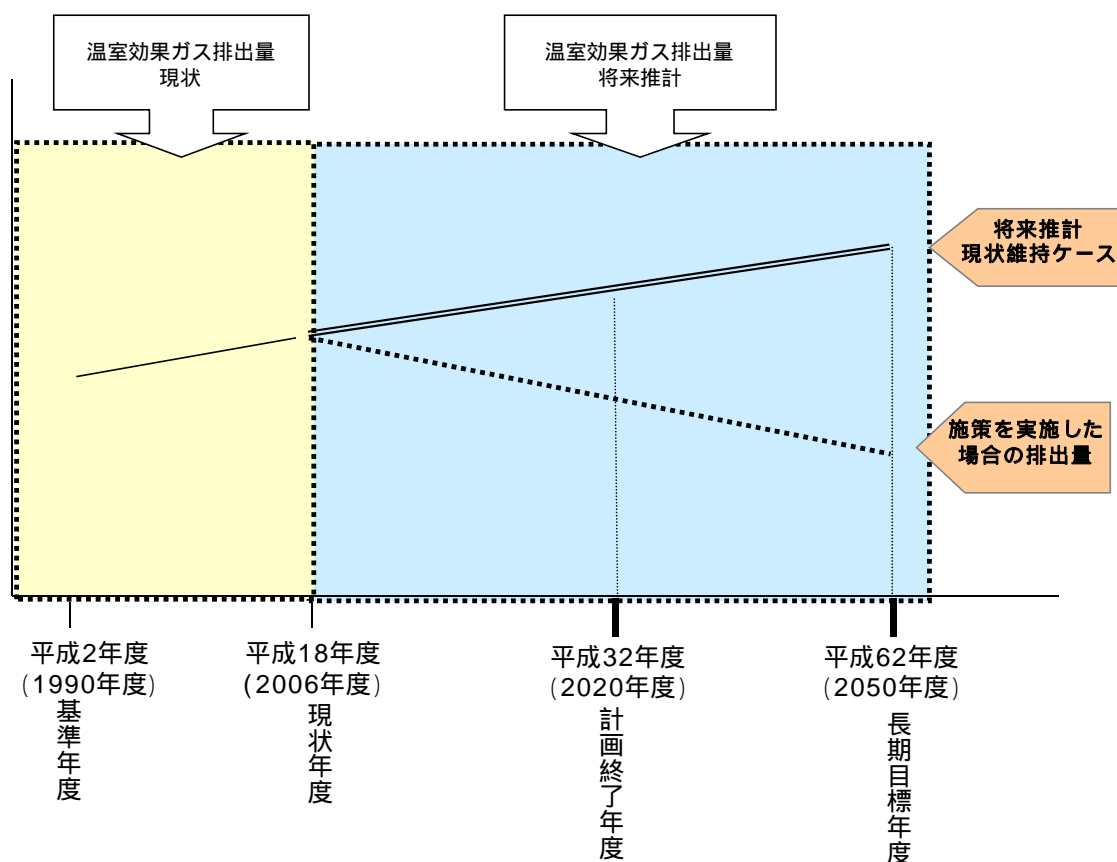 温室効果ガス排出量
現状
温室効果ガス排出量
将来推計
将来推計
現状維持ケース
施策を実施した
場合の排出量
平成2年度
(1990年度)
基準年度
平成18年度
(2006年度)
現状年度
平成32年度
(2020年度)
計画終了年度
平成62年度
(2050年度)
長期目標年度